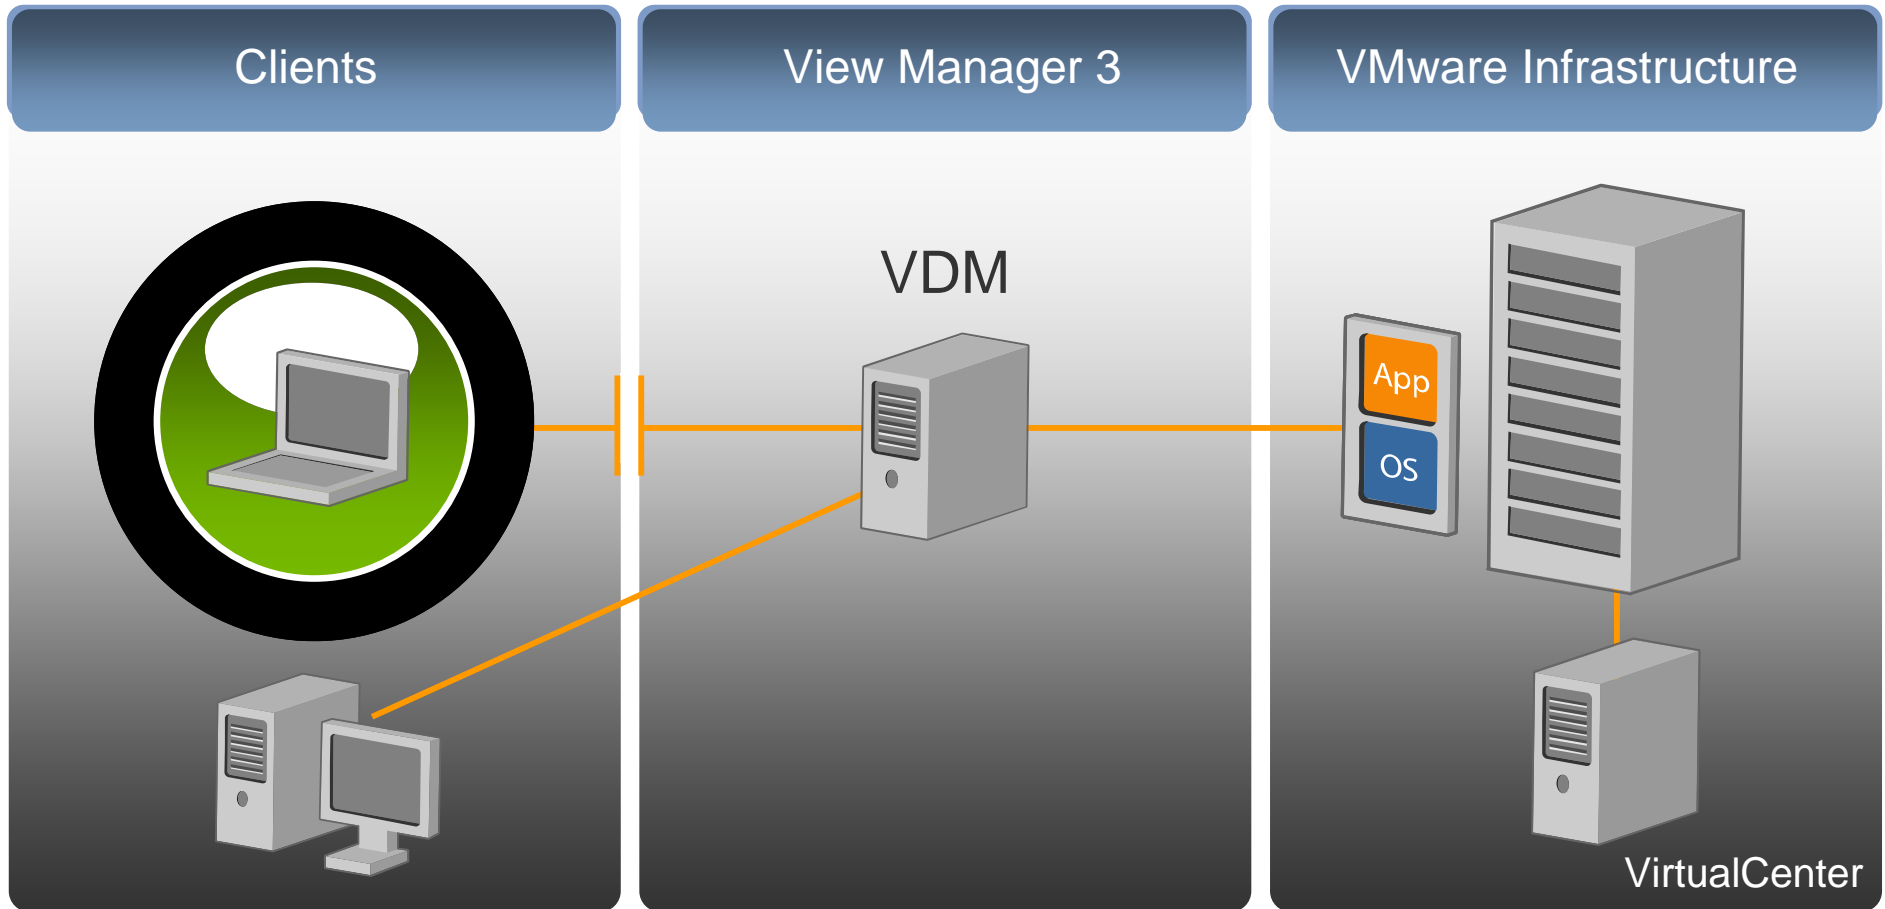 Clients
View Manager 3
VMware Infrastructure
VDM
App
OS
VirtualCenter